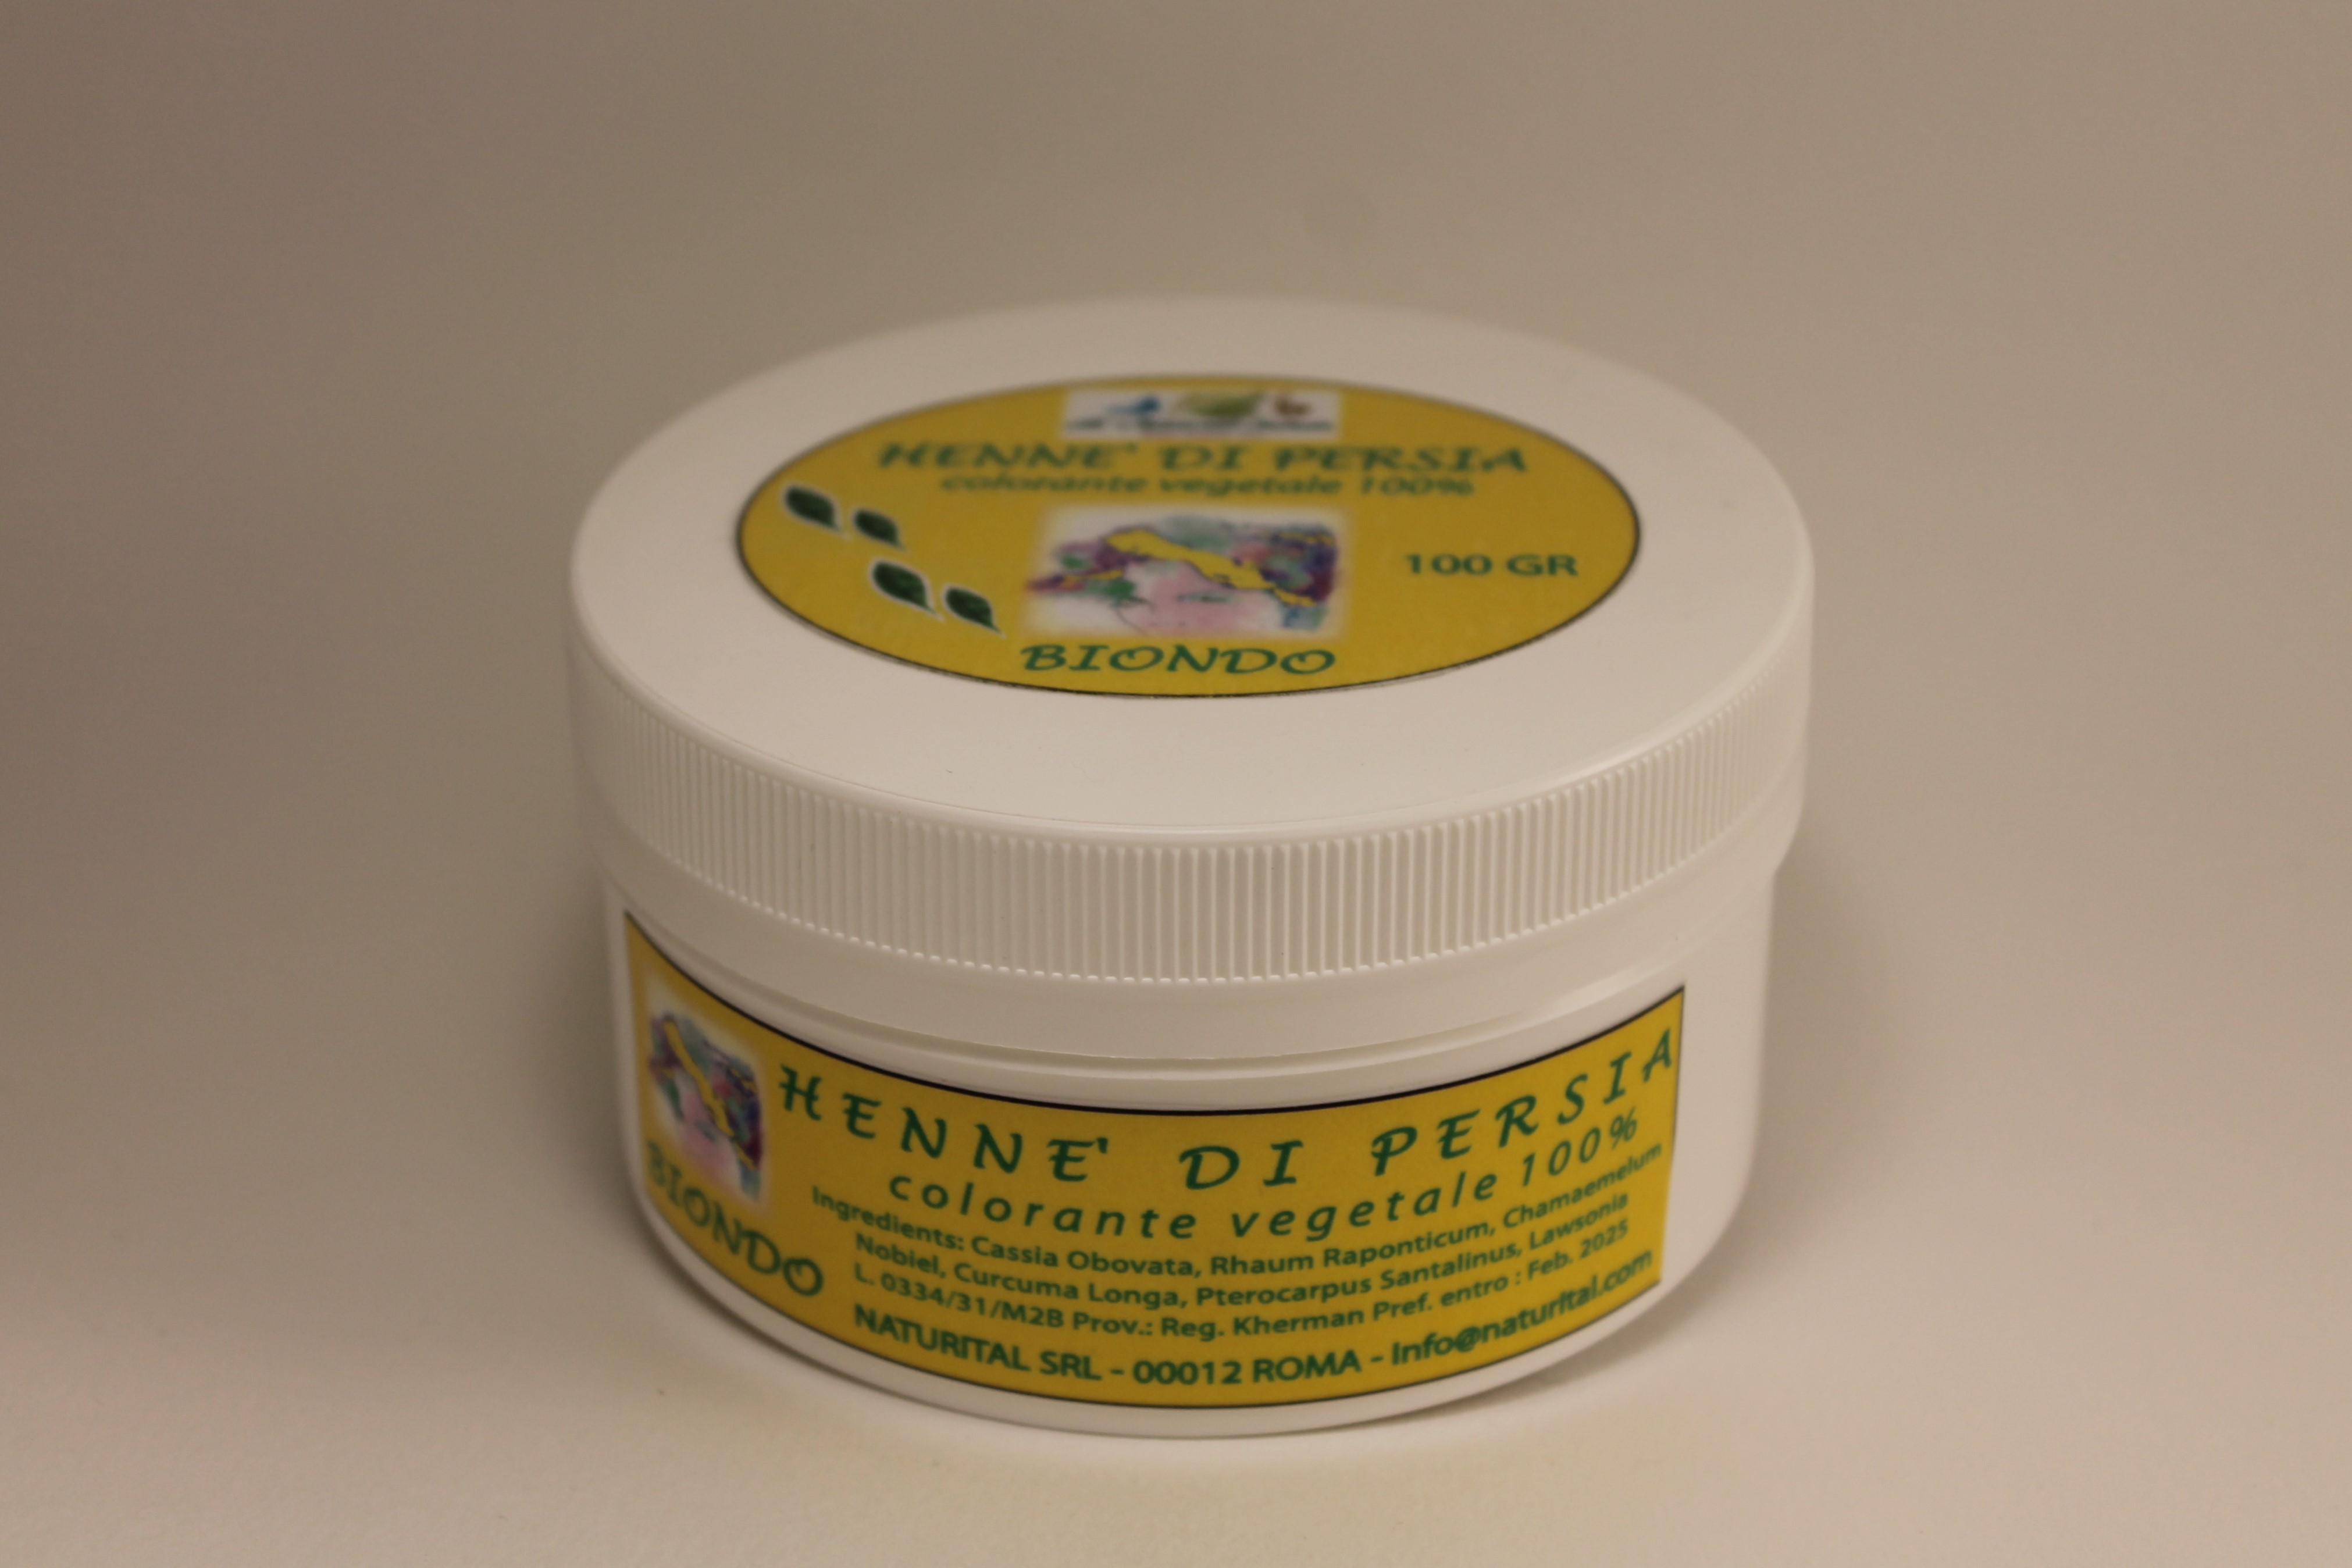 HENNE' DI PERSIA
colorante vegetale 100%
100 GR
BIONDO
HENNE' DI PERSIA
colorante vegetale 100%
Ingredients: Cassia Obovata, Rhaum Raponticum, Chamaemelum
Nobiel, Curcuma Longa, Pterocarpus Santalinus, Lawsonia
L. 0334/31/M2B Prov.: Reg. Kherman Pref. entro : Feb. 2025
NATURITAL SRL - 00012 ROMA - Info@naturital.com
BIONDO